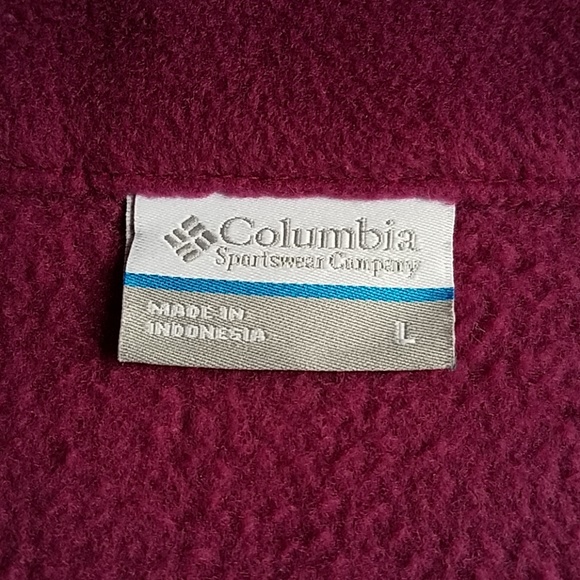 Columbia
Sportswear Company
MADE IN
INDONESIA
L